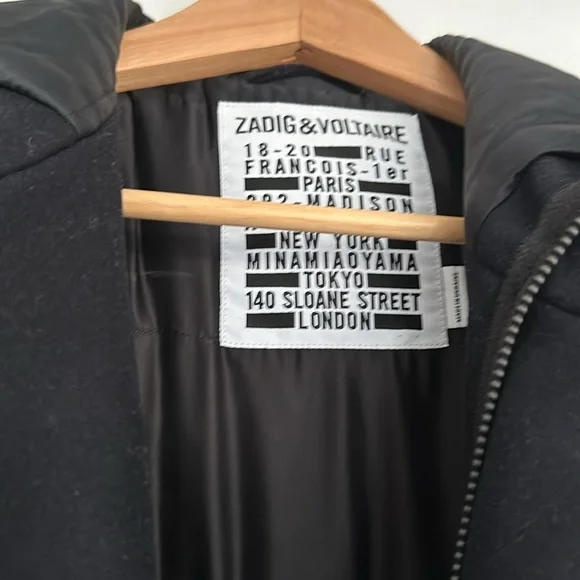 ZADIG&VOLTAIRE
18-20 RUE
FRANCOIS-1er
PARIS
MADISON
NEW YORK
MINAMIAOYAMA
TOKYO
140 SLOANE STREET
LONDON